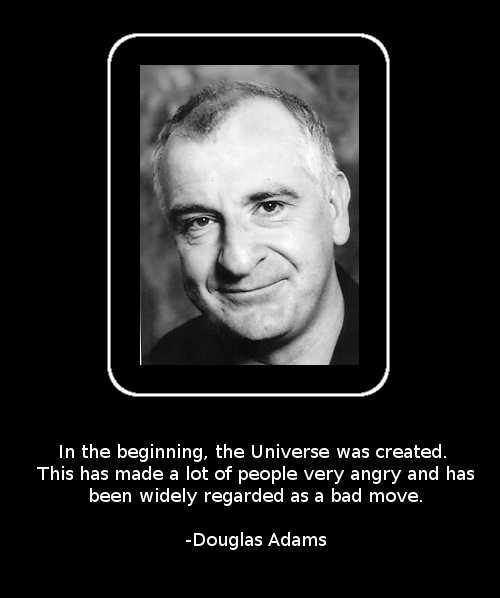 In the beginning, the Universe was created.
This has made a lot of people very angry and has
been widely regarded as a bad move.
-Douglas Adams